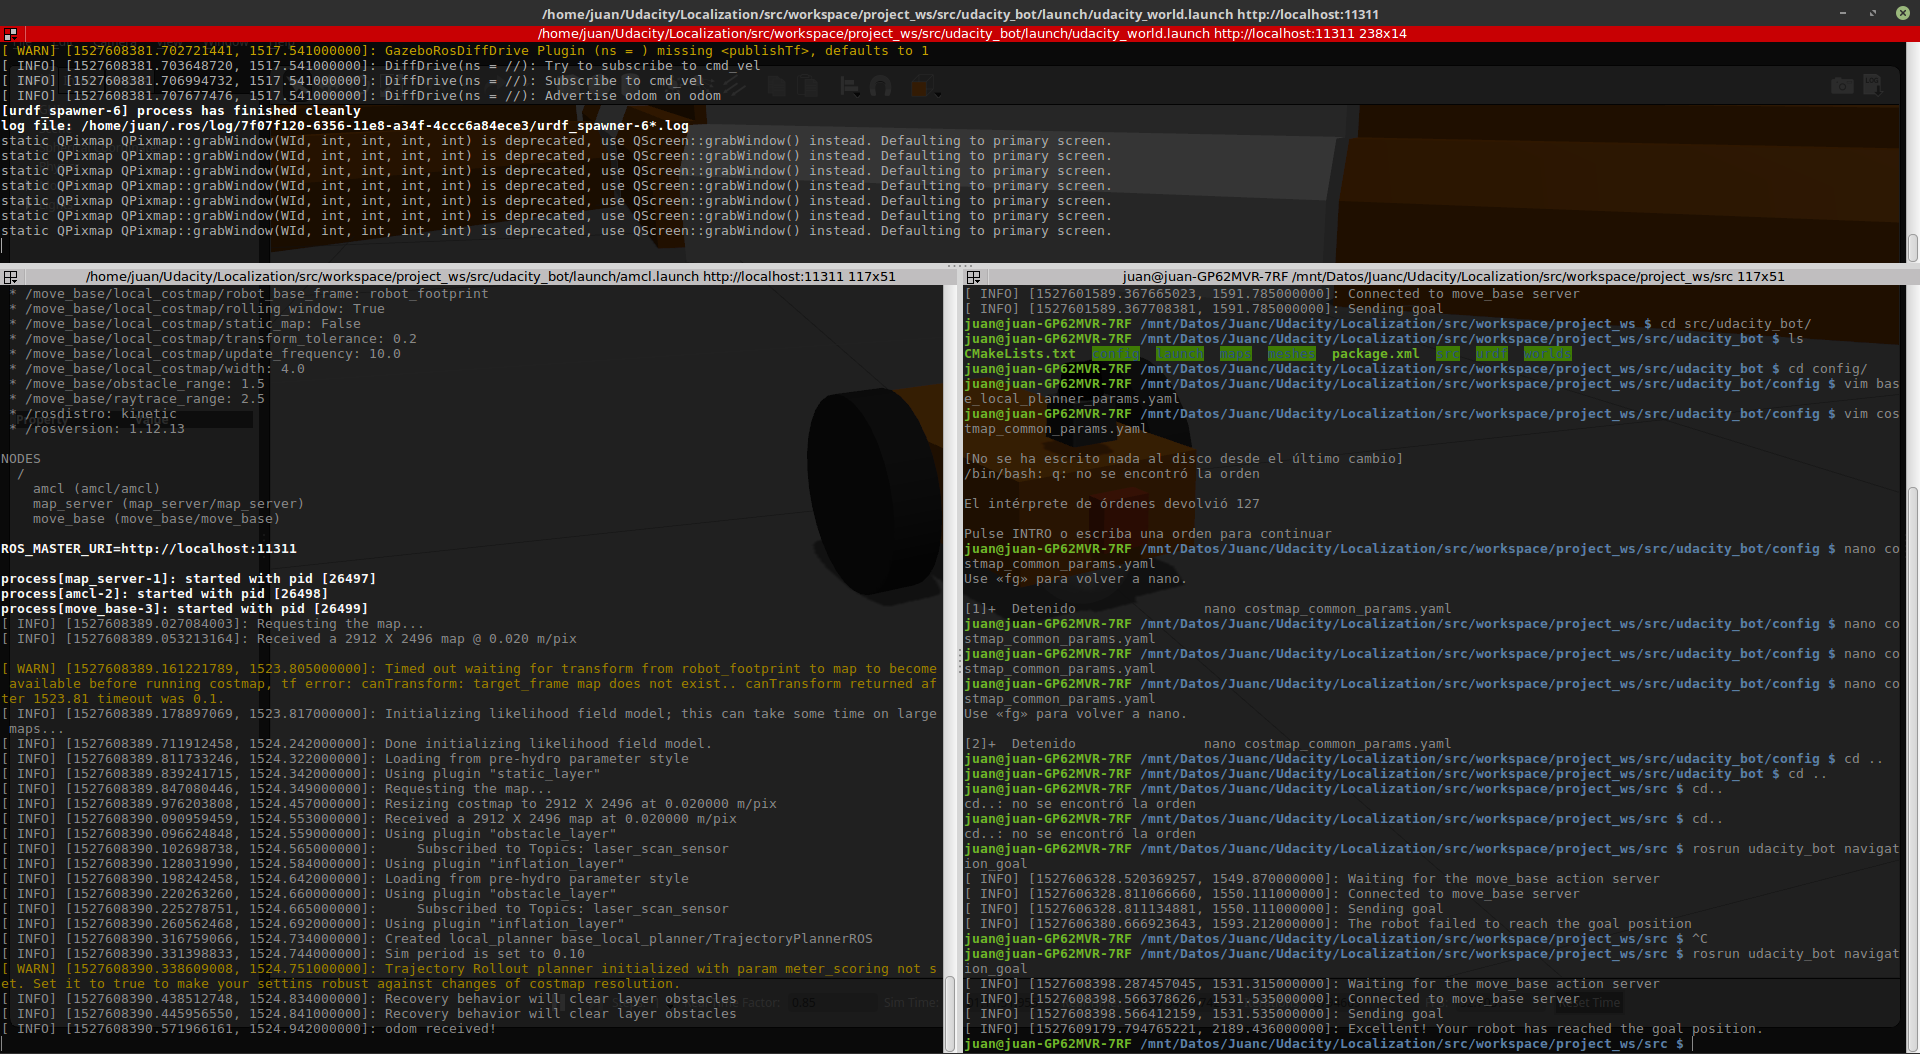 /home/juan/Udacity/Localization/src/workspace/project_ws/src/udacity_bot/launch/udacity_world.launch http://localhost:11311
/home/juan/Udacity/Localization/src/workspace/project_ws/src/udacity_bot/launch/udacity_world.launch http://localhost:11311 238x14
[ WARN] [1527608381.702721441, 1517.541000000]: GazeboRosDiffDrive Plugin (ns = ) missing <publishTf>, defaults to 1
[ INFO] [1527608381.703648720, 1517.541000000]: DiffDrive(ns = //): Try to subscribe to cmd_vel
[ INFO] [1527608381.706994732, 1517.541000000]: DiffDrive(ns = //): Subscribe to cmd_vel
[ INFO] [1527608381.707677476, 1517.541000000]: DiffDrive(ns = //): Advertise odom on odom
[urdf_spawner-6] process has finished cleanly
log file: /home/juan/.ros/log/7f07f120-6356-11e8-a34f-4ccc6a84ece3/urdf_spawner-6*.log
static QPixmap QPixmap::grabWindow(WId, int, int, int, int) is deprecated, use QScreen::grabWindow() instead. Defaulting to primary screen.
static QPixmap QPixmap::grabWindow(WId, int, int, int, int) is deprecated, use QScreen::grabWindow() instead. Defaulting to primary screen.
static QPixmap QPixmap::grabWindow(WId, int, int, int, int) is deprecated, use QScreen::grabWindow() instead. Defaulting to primary screen.
static QPixmap QPixmap::grabWindow(WId, int, int, int, int) is deprecated, use QScreen::grabWindow() instead. Defaulting to primary screen.
static QPixmap QPixmap::grabWindow(WId, int, int, int, int) is deprecated, use QScreen::grabWindow() instead. Defaulting to primary screen.
static QPixmap QPixmap::grabWindow(WId, int, int, int, int) is deprecated, use QScreen::grabWindow() instead. Defaulting to primary screen.
static QPixmap QPixmap::grabWindow(WId, int, int, int, int) is deprecated, use QScreen::grabWindow() instead. Defaulting to primary screen.
/home/juan/Udacity/Localization/src/workspace/project_ws/src/udacity_bot/launch/amcl.launch http://localhost:11311 117x51
* /move_base/local_costmap/robot_base_frame: robot_footprint
* /move_base/local_costmap/rolling_window: True
* /move_base/local_costmap/static_map: False
* /move_base/local_costmap/transform_tolerance: 0.2
* /move_base/local_costmap/update_frequency: 10.0
* /move_base/local_costmap/width: 4.0
* /move_base/obstacle_range: 1.5
* /move_base/raytrace_range: 2.5
* /rosdistro: kinetic
* /rosversion: 1.12.13
NODES
/
amcl (amcl/amcl)
map_server (map_server/map_server)
move_base (move_base/move_base)
ROS_MASTER_URI=http://localhost:11311
process[map_server-1]: started with pid [26497]
process[amcl-2]: started with pid [26498]
process[move_base-3]: started with pid [26499]
[ INFO] [1527608389.027084003]: Requesting the map...
[ INFO] [1527608389.053213164]: Received a 2912 X 2496 map @ 0.020 m/pix
[ WARN] [1527608389.161221789, 1523.805000000]: Timed out waiting for transform from robot_footprint to map to become
available before running costmap, tf error: canTransform: target_frame map does not exist.. canTransform returned af
ter 1523.81 timeout was 0.1.
[ INFO] [1527608389.178897069, 1523.817000000]: Initializing likelihood field model; this can take some time on large
maps...
[ INFO] [1527608389.711912458, 1524.242000000]: Done initializing likelihood field model.
[ INFO] [1527608389.811733246, 1524.322000000]: Loading from pre-hydro parameter style
[ INFO] [1527608389.839241715, 1524.342000000]: Using plugin "static_layer"
[ INFO] [1527608389.847080446, 1524.349000000]: Requesting the map...
[ INFO] [1527608389.976203808, 1524.457000000]: Resizing costmap to 2912 X 2496 at 0.020000 m/pix
[ INFO] [1527608390.090959459, 1524.553000000]: Received a 2912 X 2496 map at 0.020000 m/pix
[ INFO] [1527608390.096624848, 1524.559000000]: Using plugin "obstacle_layer"
[ INFO] [1527608390.102698738, 1524.565000000]:     Subscribed to Topics: laser_scan_sensor
[ INFO] [1527608390.128031990, 1524.584000000]: Using plugin "inflation_layer"
[ INFO] [1527608390.198242458, 1524.642000000]: Loading from pre-hydro parameter style
[ INFO] [1527608390.220263260, 1524.660000000]: Using plugin "obstacle_layer"
[ INFO] [1527608390.225278751, 1524.665000000]:     Subscribed to Topics: laser_scan_sensor
[ INFO] [1527608390.260562468, 1524.692000000]: Using plugin "inflation_layer"
[ INFO] [1527608390.316759066, 1524.734000000]: Created local_planner base_local_planner/TrajectoryPlannerROS
[ INFO] [1527608390.331398833, 1524.744000000]: Sim period is set to 0.10
[ WARN] [1527608390.338609008, 1524.751000000]: Trajectory Rollout planner initialized with param meter_scoring not s
et. Set it to true to make your settins robust against changes of costmap resolution.
[ INFO] [1527608390.438512748, 1524.834000000]: Recovery behavior will clear layer obstacles
[ INFO] [1527608390.445956550, 1524.841000000]: Recovery behavior will clear layer obstacles
[ INFO] [1527608390.571966161, 1524.942000000]: odom received!
juan@juan-GP62MVR-7RF /mnt/Datos/Juanc/Udacity/Localization/src/workspace/project_ws/src 117x51
[ INFO] [1527601589.367665023, 1591.785000000]: Connected to move_base server
[ INFO] [1527601589.367708381, 1591.785000000]: Sending goal
juan@juan-GP62MVR-7RF /mnt/Datos/Juanc/Udacity/Localization/src/workspace/project_ws $ cd src/udacity_bot/
juan@juan-GP62MVR-7RF /mnt/Datos/Juanc/Udacity/Localization/src/workspace/project_ws/src/udacity_bot $ ls
CMakeLists.txt  config  launch  maps  meshes  package.xml  src  urdf  worlds
juan@juan-GP62MVR-7RF /mnt/Datos/Juanc/Udacity/Localization/src/workspace/project_ws/src/udacity_bot $ cd config/
juan@juan-GP62MVR-7RF /mnt/Datos/Juanc/Udacity/Localization/src/workspace/project_ws/src/udacity_bot/config $ vim bas
e_local_planner_params.yaml
juan@juan-GP62MVR-7RF /mnt/Datos/Juanc/Udacity/Localization/src/workspace/project_ws/src/udacity_bot/config $ vim cos
tmap_common_params.yaml
[No se ha escrito nada al disco desde el último cambio]
/bin/bash: q: no se encontró la orden
El intérprete de órdenes devolvió 127
Pulse INTRO o escriba una orden para continuar
juan@juan-GP62MVR-7RF /mnt/Datos/Juanc/Udacity/Localization/src/workspace/project_ws/src/udacity_bot/config $ nano co
stmap_common_params.yaml
Use «fg» para volver a nano.
[1]+  Detenido                nano costmap_common_params.yaml
juan@juan-GP62MVR-7RF /mnt/Datos/Juanc/Udacity/Localization/src/workspace/project_ws/src/udacity_bot/config $ nano co
stmap_common_params.yaml
juan@juan-GP62MVR-7RF /mnt/Datos/Juanc/Udacity/Localization/src/workspace/project_ws/src/udacity_bot/config $ nano co
stmap_common_params.yaml
juan@juan-GP62MVR-7RF /mnt/Datos/Juanc/Udacity/Localization/src/workspace/project_ws/src/udacity_bot/config $ nano co
stmap_common_params.yaml
Use «fg» para volver a nano.
[2]+  Detenido                nano costmap_common_params.yaml
juan@juan-GP62MVR-7RF /mnt/Datos/Juanc/Udacity/Localization/src/workspace/project_ws/src/udacity_bot/config $ cd ..
juan@juan-GP62MVR-7RF /mnt/Datos/Juanc/Udacity/Localization/src/workspace/project_ws/src/udacity_bot $ cd ..
juan@juan-GP62MVR-7RF /mnt/Datos/Juanc/Udacity/Localization/src/workspace/project_ws/src $ cd..
cd..: no se encontró la orden
juan@juan-GP62MVR-7RF /mnt/Datos/Juanc/Udacity/Localization/src/workspace/project_ws/src $ cd..
cd..: no se encontró la orden
juan@juan-GP62MVR-7RF /mnt/Datos/Juanc/Udacity/Localization/src/workspace/project_ws/src $ rosrun udacity_bot navigat
ion_goal
[ INFO] [1527606328.520369257, 1549.870000000]: Waiting for the move_base action server
[ INFO] [1527606328.811066660, 1550.111000000]: Connected to move_base server
[ INFO] [1527606328.811134881, 1550.111000000]: Sending goal
[ INFO] [1527606380.666923643, 1593.212000000]: The robot failed to reach the goal position
juan@juan-GP62MVR-7RF /mnt/Datos/Juanc/Udacity/Localization/src/workspace/project_ws/src $ ^C
juan@juan-GP62MVR-7RF /mnt/Datos/Juanc/Udacity/Localization/src/workspace/project_ws/src $ rosrun udacity_bot navigat
ion_goal
[ INFO] [1527608398.287457045, 1531.315000000]: Waiting for the move_base action server
[ INFO] [1527608398.566378626, 1531.535000000]: Connected to move_base server
[ INFO] [1527608398.566412159, 1531.535000000]: Sending goal
[ INFO] [1527609179.794765221, 2189.436000000]: Excellent! Your robot has reached the goal position.
juan@juan-GP62MVR-7RF /mnt/Datos/Juanc/Udacity/Localization/src/workspace/project_ws/src $